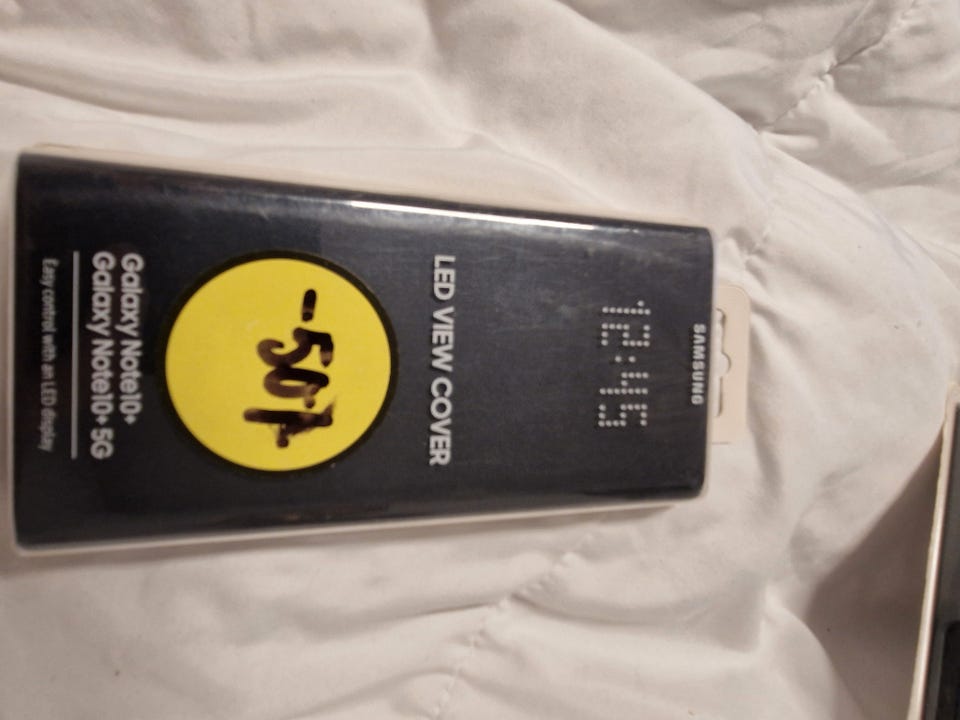 SAMSUNG
12:45
LED VIEW COVER
-50%
Galaxy Note10+
Galaxy Note10+ 5G
Easy control with an LED display